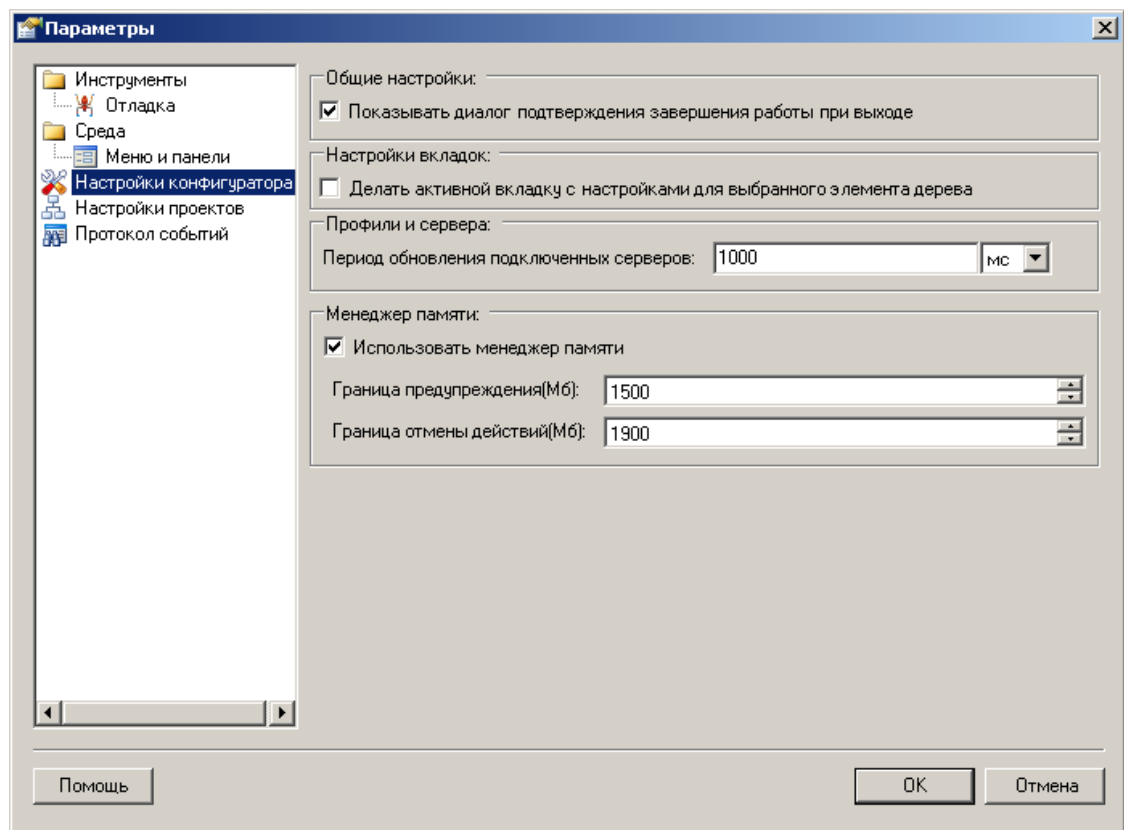 Параметры
Инструменты
Отладка
Среда
Меню и панели
Настройки конфигуратора
Настройки проектов
Протокол событий
Общие настройки:
Показывать диалог подтверждения завершения работы при выходе
Настройки вкладок:
Делать активной вкладку с настройками для выбранного элемента дерева
Профили и сервера:
Период обновления подключенных серверов: 1000 мс
Менеджер памяти:
Использовать менеджер памяти
Граница предупреждения(Мб): 1500
Граница отмены действий(Мб): 1900
Помощь OK Отмена